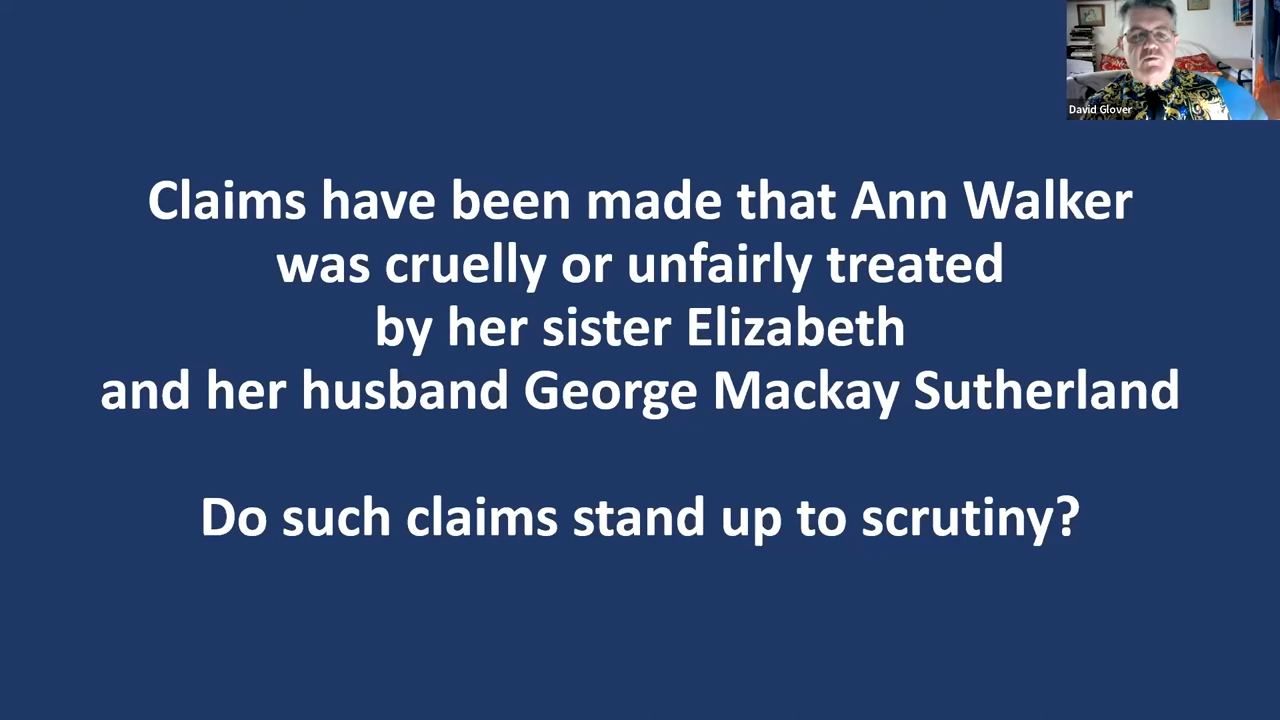 David Glover
Claims have been made that Ann Walker
was cruelly or unfairly treated
by her sister Elizabeth
and her husband George Mackay Sutherland
Do such claims stand up to scrutiny?